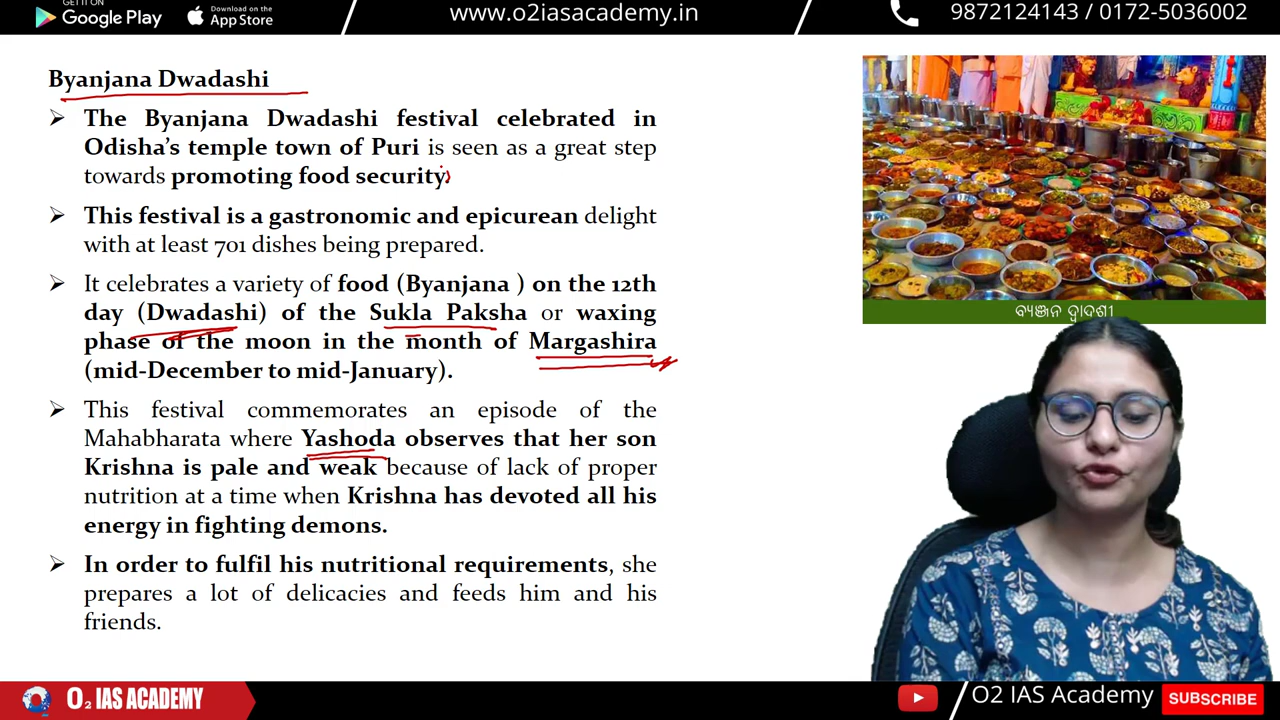 GET IT ON
Google Play
Download on the
App Store
www.o2iasacademy.in
9872124143 / 0172-5036002
Byanjana Dwadashi
The Byanjana Dwadashi festival celebrated in
Odisha's temple town of Puri is seen as a great step
towards promoting food security.
This festival is a gastronomic and epicurean delight
with at least 701 dishes being prepared.
It celebrates a variety of food (Byanjana ) on the 12th
day (Dwadashi) of the Sukla Paksha or waxing
phase of the moon in the month of Margashira
(mid-December to mid-January).
This festival commemorates an episode of the
Mahabharata where Yashoda observes that her son
Krishna is pale and weak because of lack of proper
nutrition at a time when Krishna has devoted all his
energy in fighting demons.
In order to fulfil his nutritional requirements, she
prepares a lot of delicacies and feeds him and his
friends.
ବ୍ୟଞ୍ଜନ ଦ୍ୱାଦଶୀ
O2 IAS ACADEMY
O2 IAS Academy
SUBSCRIBE